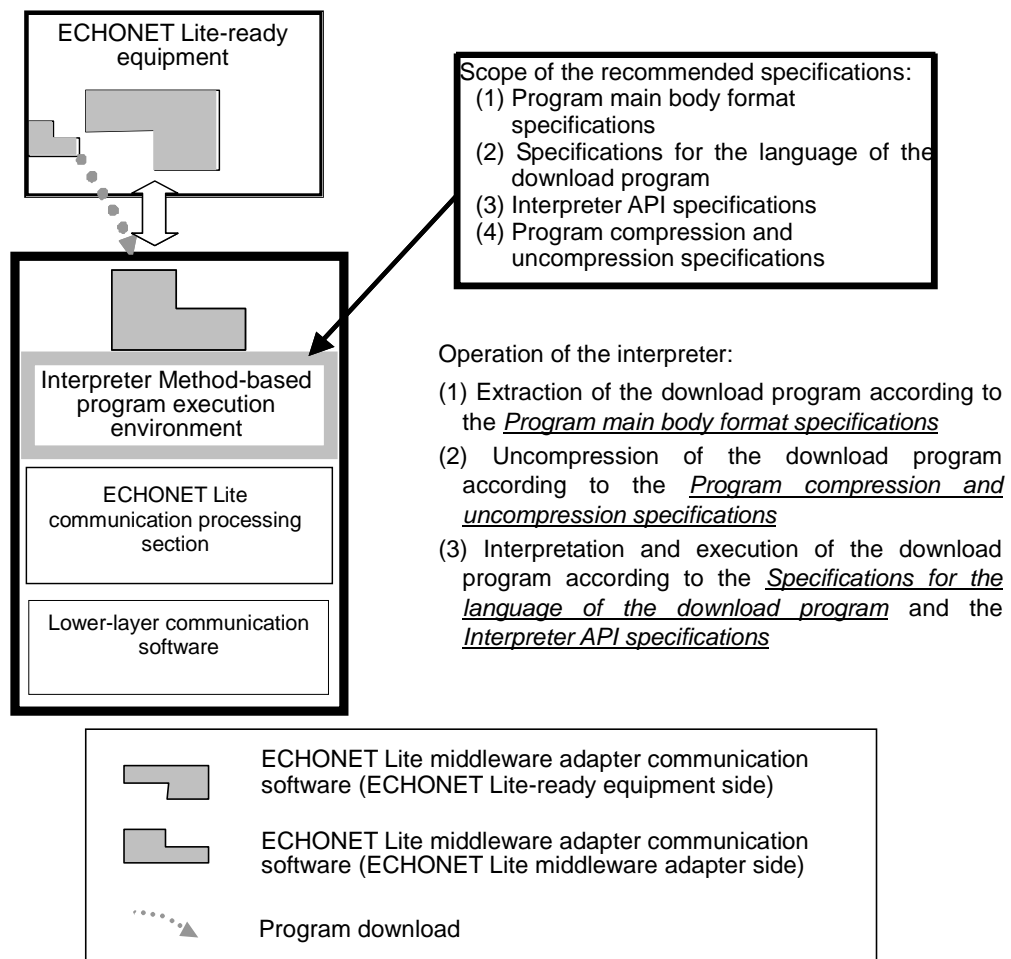 ECHONET Lite-ready
equipment
Scope of the recommended specifications:
(1) Program main body format
specifications
(2) Specifications for the language of the
download program
(3) Interpreter API specifications
(4) Program compression and
uncompression specifications
Interpreter Method-based
program execution
environment
ECHONET Lite
communication processing
section
Lower-layer communication
software
Operation of the interpreter:
(1) Extraction of the download program according to
the Program main body format specifications
(2) Uncompression of the download program
according to the Program compression and
uncompression specifications
(3) Interpretation and execution of the download
program according to the Specifications for the
language of the download program and the
Interpreter API specifications
ECHONET Lite middleware adapter communication
software (ECHONET Lite-ready equipment side)
ECHONET Lite middleware adapter communication
software (ECHONET Lite middleware adapter side)
Program download